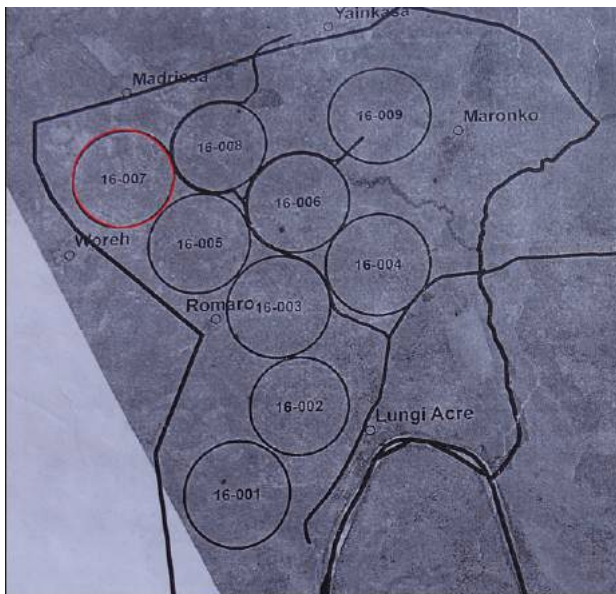 Yainkasa
Madrissa
16-009
Maronko
16-008
16-007
16-006
16-005
Woreh
16-004
Romaro
16-003
16-002
Lungi Acre
16-001